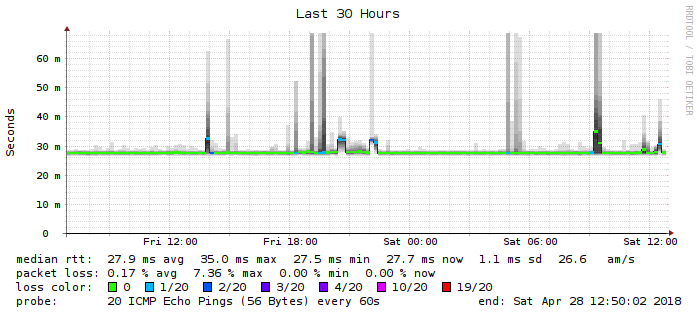 Last 30 Hours
RRDTOOL / TOBI OETIKER
Seconds
60 m
50 m
40 m
30 m
20 m
10 m
0
Fri 12:00 Fri 18:00 Sat 00:00 Sat 06:00 Sat 12:00
median rtt: 27.9 ms avg 35.0 ms max 27.5 ms min 27.7 ms now 1.1 ms sd 26.6 am/s
packet loss: 0.17 % avg 7.36 % max 0.00 % min 0.00 % now
loss color: 0 1/20 2/20 3/20 4/20 10/20 19/20
probe: 20 ICMP Echo Pings (56 Bytes) every 60s end: Sat Apr 28 12:50:02 2018